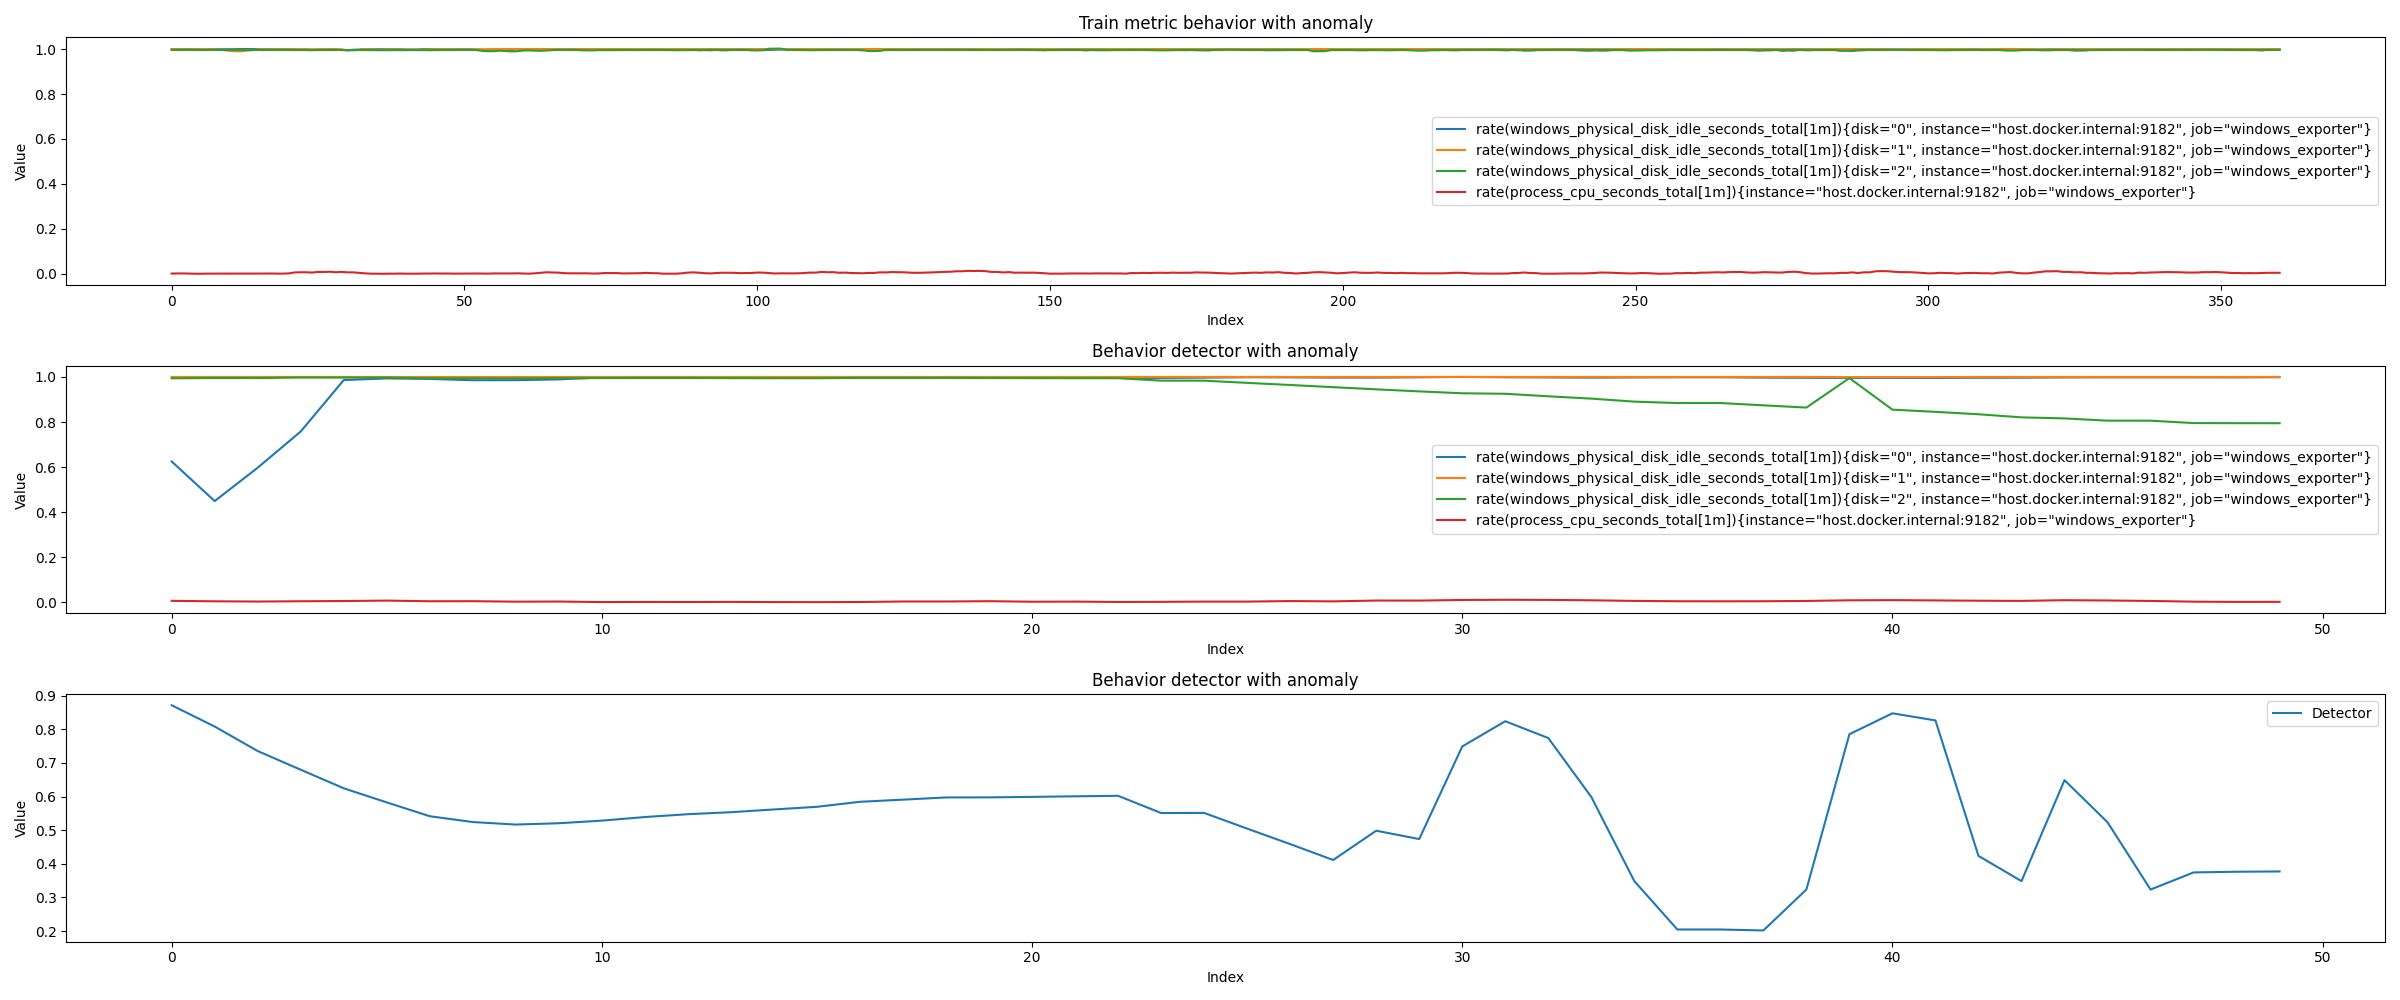 Train metric behavior with anomaly
Value
1.0
0.8
0.6
0.4
0.2
0.0
rate(windows_physical_disk_idle_seconds_total[1m]){disk="0", instance="host.docker.internal:9182", job="windows_exporter"}
rate(windows_physical_disk_idle_seconds_total[1m]){disk="1", instance="host.docker.internal:9182", job="windows_exporter"}
rate(windows_physical_disk_idle_seconds_total[1m]){disk="2", instance="host.docker.internal:9182", job="windows_exporter"}
rate(process_cpu_seconds_total[1m]){instance="host.docker.internal:9182", job="windows_exporter"}
0 50 100 150 200 250 300 350
Index
Behavior detector with anomaly
Value
1.0
0.8
0.6
0.4
0.2
0.0
rate(windows_physical_disk_idle_seconds_total[1m]){disk="0", instance="host.docker.internal:9182", job="windows_exporter"}
rate(windows_physical_disk_idle_seconds_total[1m]){disk="1", instance="host.docker.internal:9182", job="windows_exporter"}
rate(windows_physical_disk_idle_seconds_total[1m]){disk="2", instance="host.docker.internal:9182", job="windows_exporter"}
rate(process_cpu_seconds_total[1m]){instance="host.docker.internal:9182", job="windows_exporter"}
0 10 20 30 40 50
Index
Behavior detector with anomaly
Value
0.9
0.8
0.7
0.6
0.5
0.4
0.3
0.2
Detector
0 10 20 30 40 50
Index